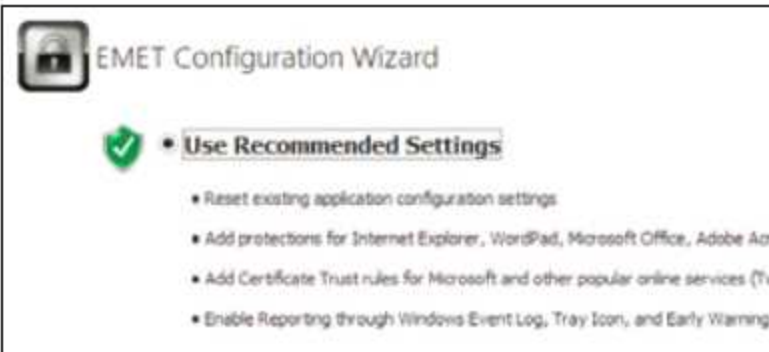 EMET Configuration Wizard
• Use Recommended Settings
• Reset existing application configuration settings
• Add protections for Internet Explorer, WordPad, Microsoft Office, Adobe
• Add Certificate Trust rules for Microsoft and other popular online services
• Enable Reporting through Windows Event Log, Tray Icon, and Early Warning